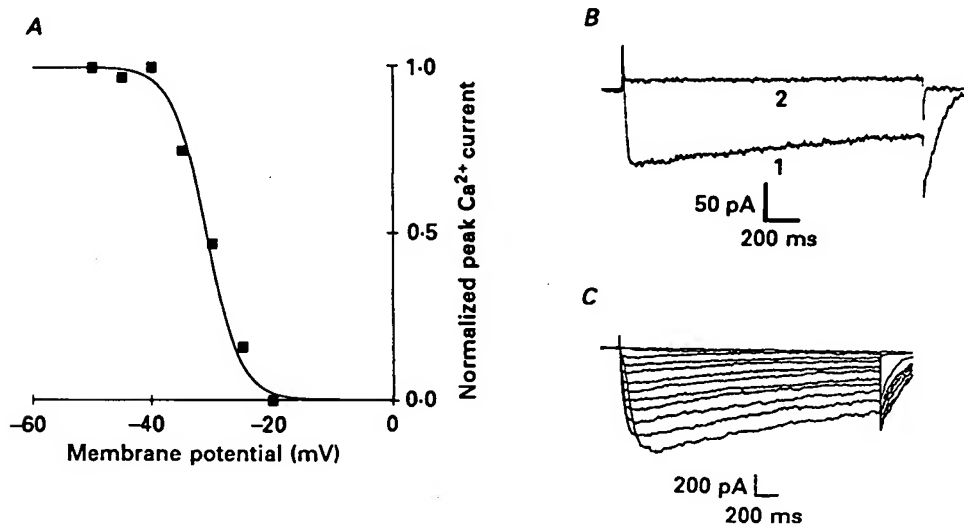 A
1·0
0·5
0·0
Normalized peak Ca²⁺ current
−60
−40
−20
0
Membrane potential (mV)
B
2
1
50 pA
200 ms
C
200 pA
200 ms